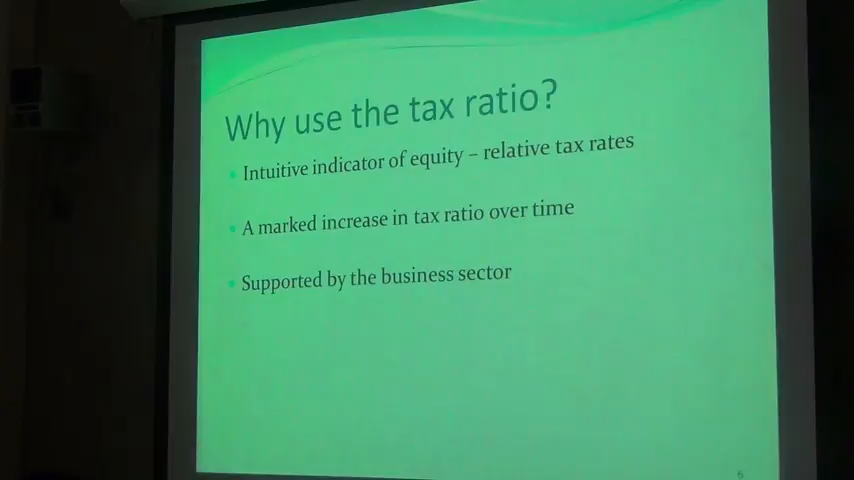 Why use the tax ratio?
Intuitive indicator of equity – relative tax rates
A marked increase in tax ratio over time
Supported by the business sector
6